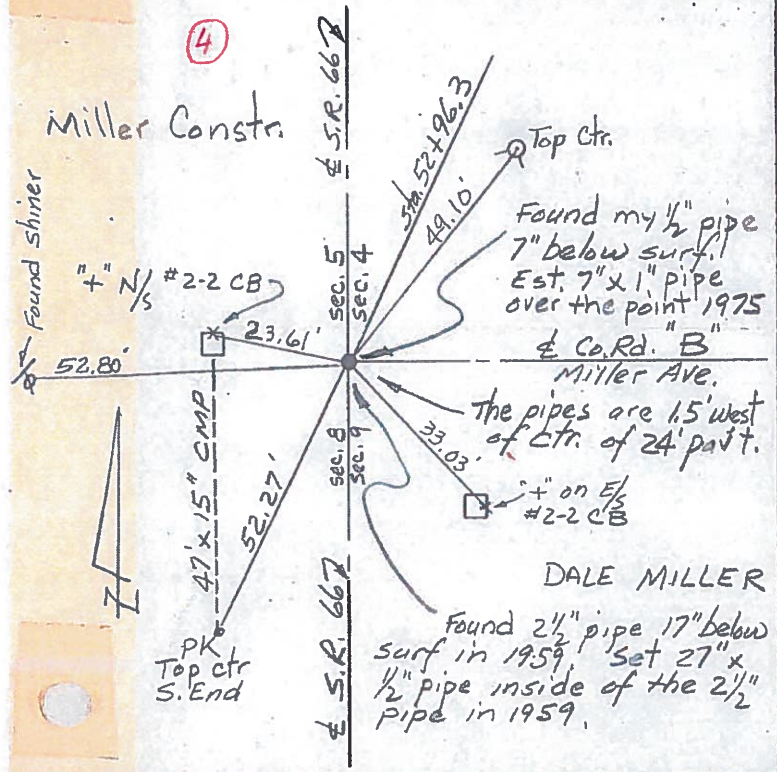 4
Miller Constr.
℄ S.R. 667
Sta. 52+96.3
49.10'
Top Ctr.
Found my 1/2" pipe
7" below surf.
Est. 7" x 1" pipe
over the point 1975
Found shiner
"+" N/s #2-2 CB
23.61'
sec. 5
sec. 4
52.80'
℄ Co. Rd. "B"
Miller Ave.
The pipes are 1.5' west
of ctr. of 24' pav't.
47' x 15" CMP
52.27'
sec. 8
sec. 9
33.03'
"+" on E/s
#2-2 CB
N
DALE MILLER
PK
Top ctr
S. End
℄ S.R. 667
Found 2 1/2" pipe 17" below
surf in 1959. Set 27" x
1/2" pipe inside of the 2 1/2"
pipe in 1959.